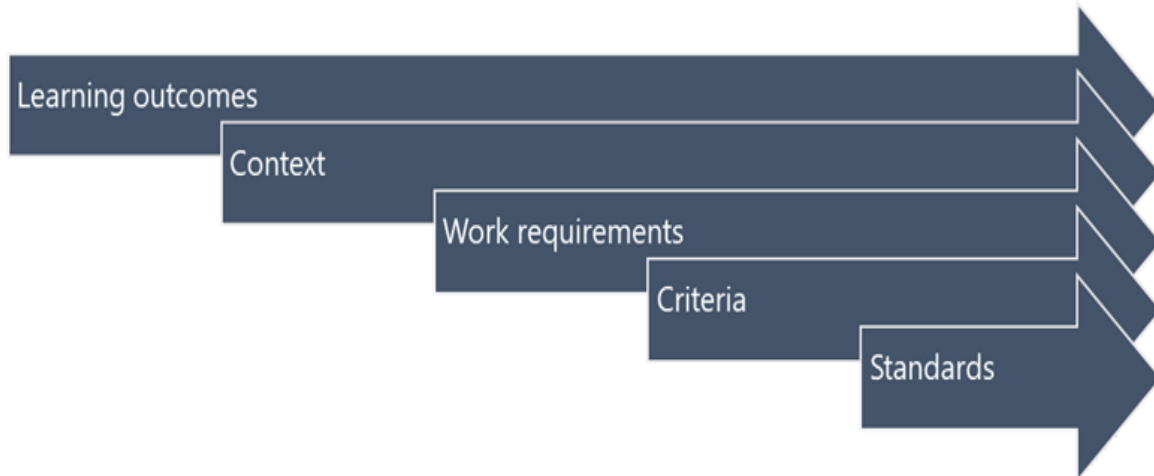 Learning outcomes
Context
Work requirements
Criteria
Standards